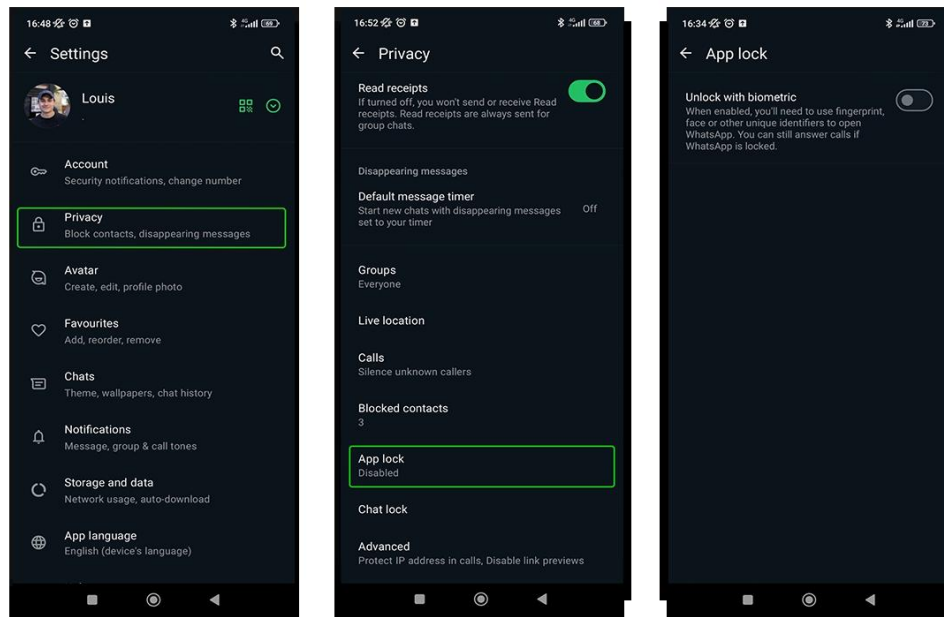 16:48
4G
69
Settings
Louis
Account
Security notifications, change number
Privacy
Block contacts, disappearing messages
Avatar
Create, edit, profile photo
Favourites
Add, reorder, remove
Chats
Theme, wallpapers, chat history
Notifications
Message, group & call tones
Storage and data
Network usage, auto-download
App language
English (device's language)
16:52
4G
68
Privacy
Read receipts
If turned off, you won't send or receive Read
receipts. Read receipts are always sent for
group chats.
Disappearing messages
Default message timer
Start new chats with disappearing messages
set to your timer
Off
Groups
Everyone
Live location
Calls
Silence unknown callers
Blocked contacts
3
App lock
Disabled
Chat lock
Advanced
Protect IP address in calls, Disable link previews
16:34
4G
73
App lock
Unlock with biometric
When enabled, you'll need to use fingerprint,
face or other unique identifiers to open
WhatsApp. You can still answer calls if
WhatsApp is locked.